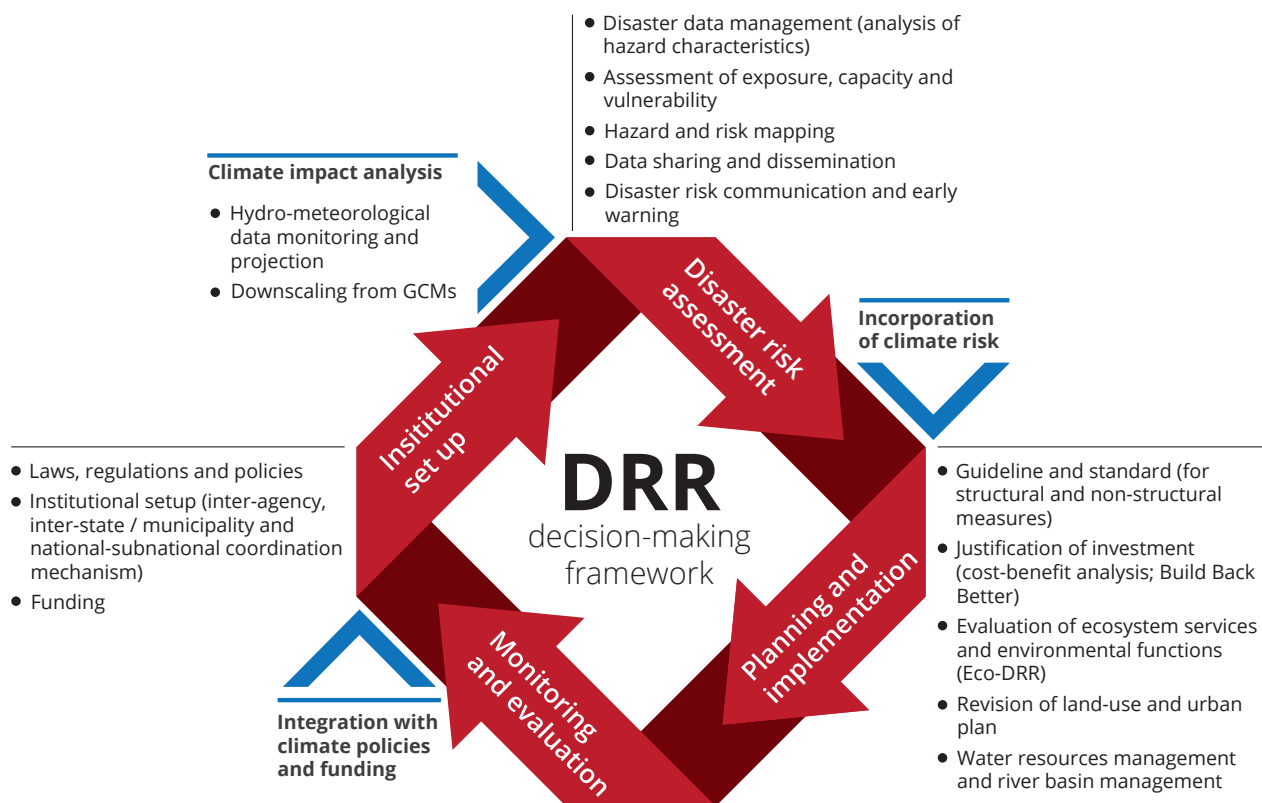 ● Disaster data management (analysis of
hazard characteristics)
● Assessment of exposure, capacity and
vulnerability
● Hazard and risk mapping
● Data sharing and dissemination
● Disaster risk communication and early
warning
Climate impact analysis
● Hydro-meteorological
data monitoring and
projection
● Downscaling from GCMs
Disaster risk
assessment
Incorporation
of climate risk
Insititutional
set up
● Laws, regulations and policies
● Institutional setup (inter-agency,
inter-state / municipality and
national-subnational coordination
mechanism)
● Funding
DRR
decision-making
framework
● Guideline and standard (for
structural and non-structural
measures)
● Justification of investment
(cost-benefit analysis; Build Back
Better)
● Evaluation of ecosystem services
and environmental functions
(Eco-DRR)
● Revision of land-use and urban
plan
● Water resources management
and river basin management
Planning and
implementation
Monitoring
and evaluation
Integration with
climate policies
and funding